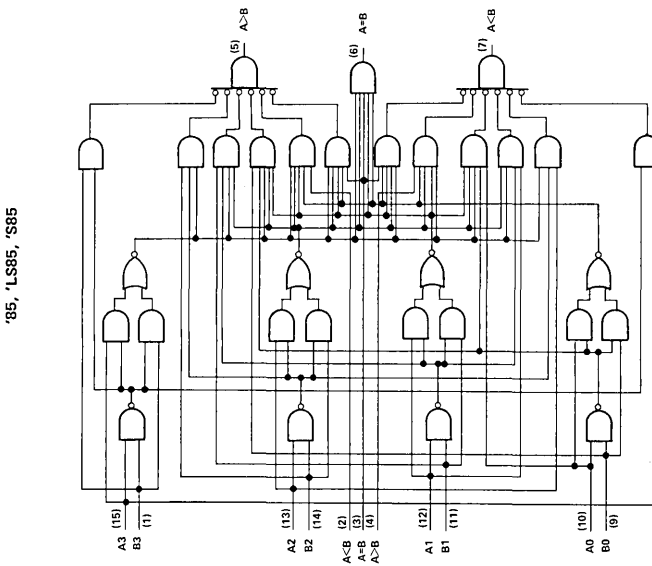 '85, 'LS85, 'S85
(5) A>B
(6) A=B
(7) A<B
A3 (15)
B3 (1)
A2 (13)
B2 (14)
A<B (2)
A=B (3)
A>B (4)
A1 (12)
B1 (11)
A0 (10)
B0 (9)